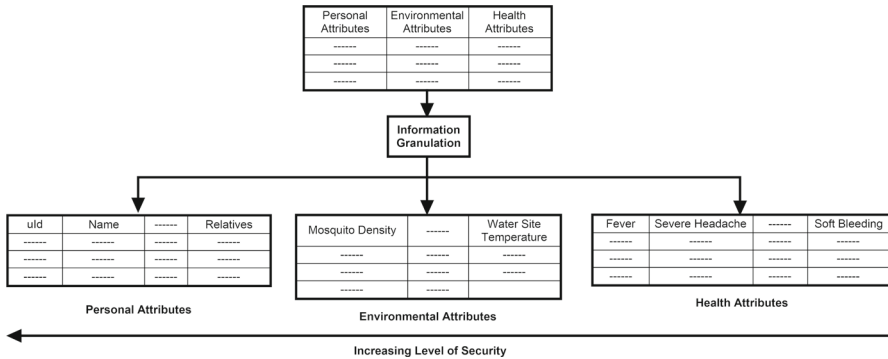 Personal Attributes Environmental Attributes Health Attributes
------ ------ ------
------ ------ ------
------ ------ ------
Information
Granulation
uId Name ------ Relatives
------ ------ ------ ------
------ ------ ------ ------
------ ------ ------ ------
Personal Attributes
Mosquito Density ------ Water Site Temperature
------ ------ ------
------ ------ ------
------ ------
Environmental Attributes
Fever Severe Headache ------ Soft Bleeding
------ ------ ------ ------
------ ------ ------ ------
------ ------ ------ ------
Health Attributes
Increasing Level of Security